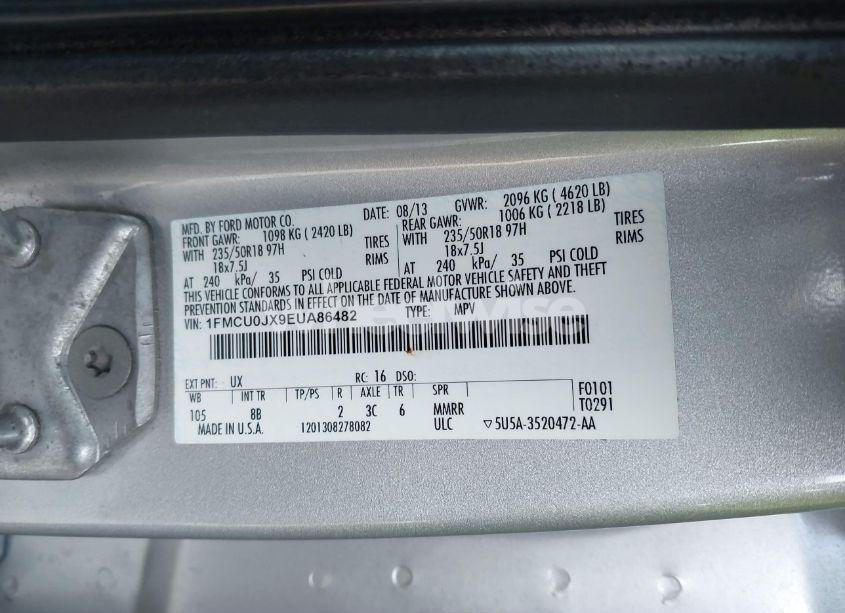 MFD. BY FORD MOTOR CO. DATE: 08/13 GVWR: 2096 KG ( 4620 LB)
FRONT GAWR: 1098 KG ( 2420 LB) REAR GAWR: 1006 KG ( 2218 LB)
WITH 235/50R18 97H TIRES WITH 235/50R18 97H TIRES
18x7.5J RIMS 18x7.5J RIMS
AT 240 kPa/ 35 PSI COLD AT 240 kPa/ 35 PSI COLD
THIS VEHICLE CONFORMS TO ALL APPLICABLE FEDERAL MOTOR VEHICLE SAFETY AND THEFT
PREVENTION STANDARDS IN EFFECT ON THE DATE OF MANUFACTURE SHOWN ABOVE.
VIN: 1FMCU0JX9EUA86482 TYPE: MPV
EXT PNT: UX RC: 16 DSO:
WB INT TR TP/PS R AXLE TR SPR F0101
105 8B 2 3C 6 MMRR T0291
MADE IN U.S.A. 1201308278082 ULC ▽5U5A-3520472-AA